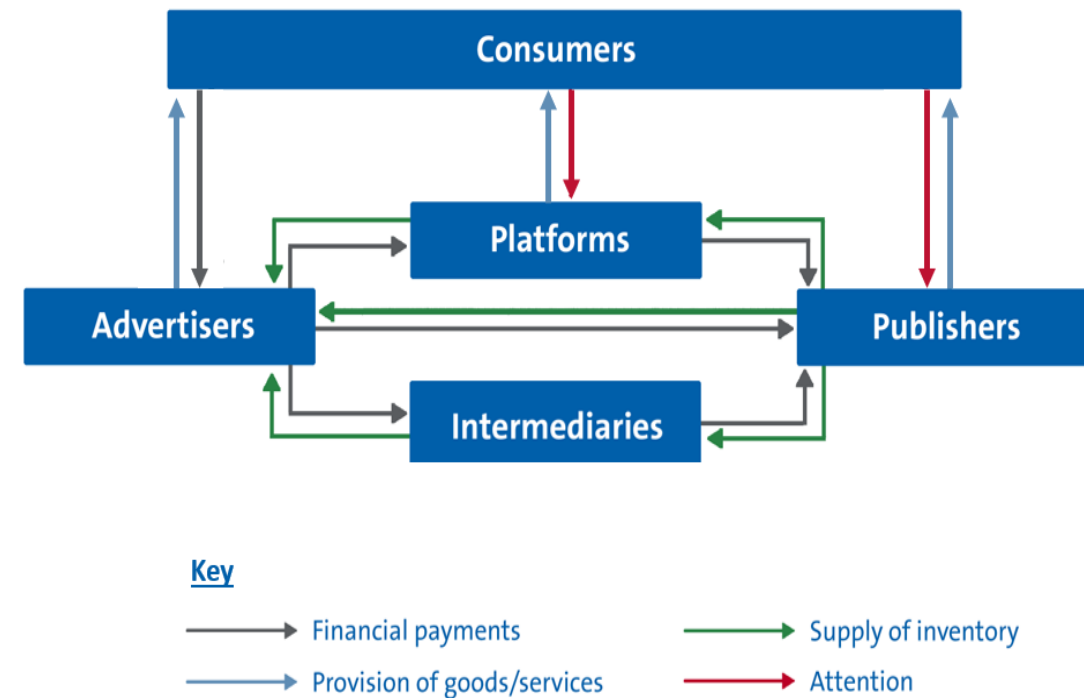 Consumers
Platforms
Advertisers
Publishers
Intermediaries
Key
Financial payments
Supply of inventory
Provision of goods/services
Attention